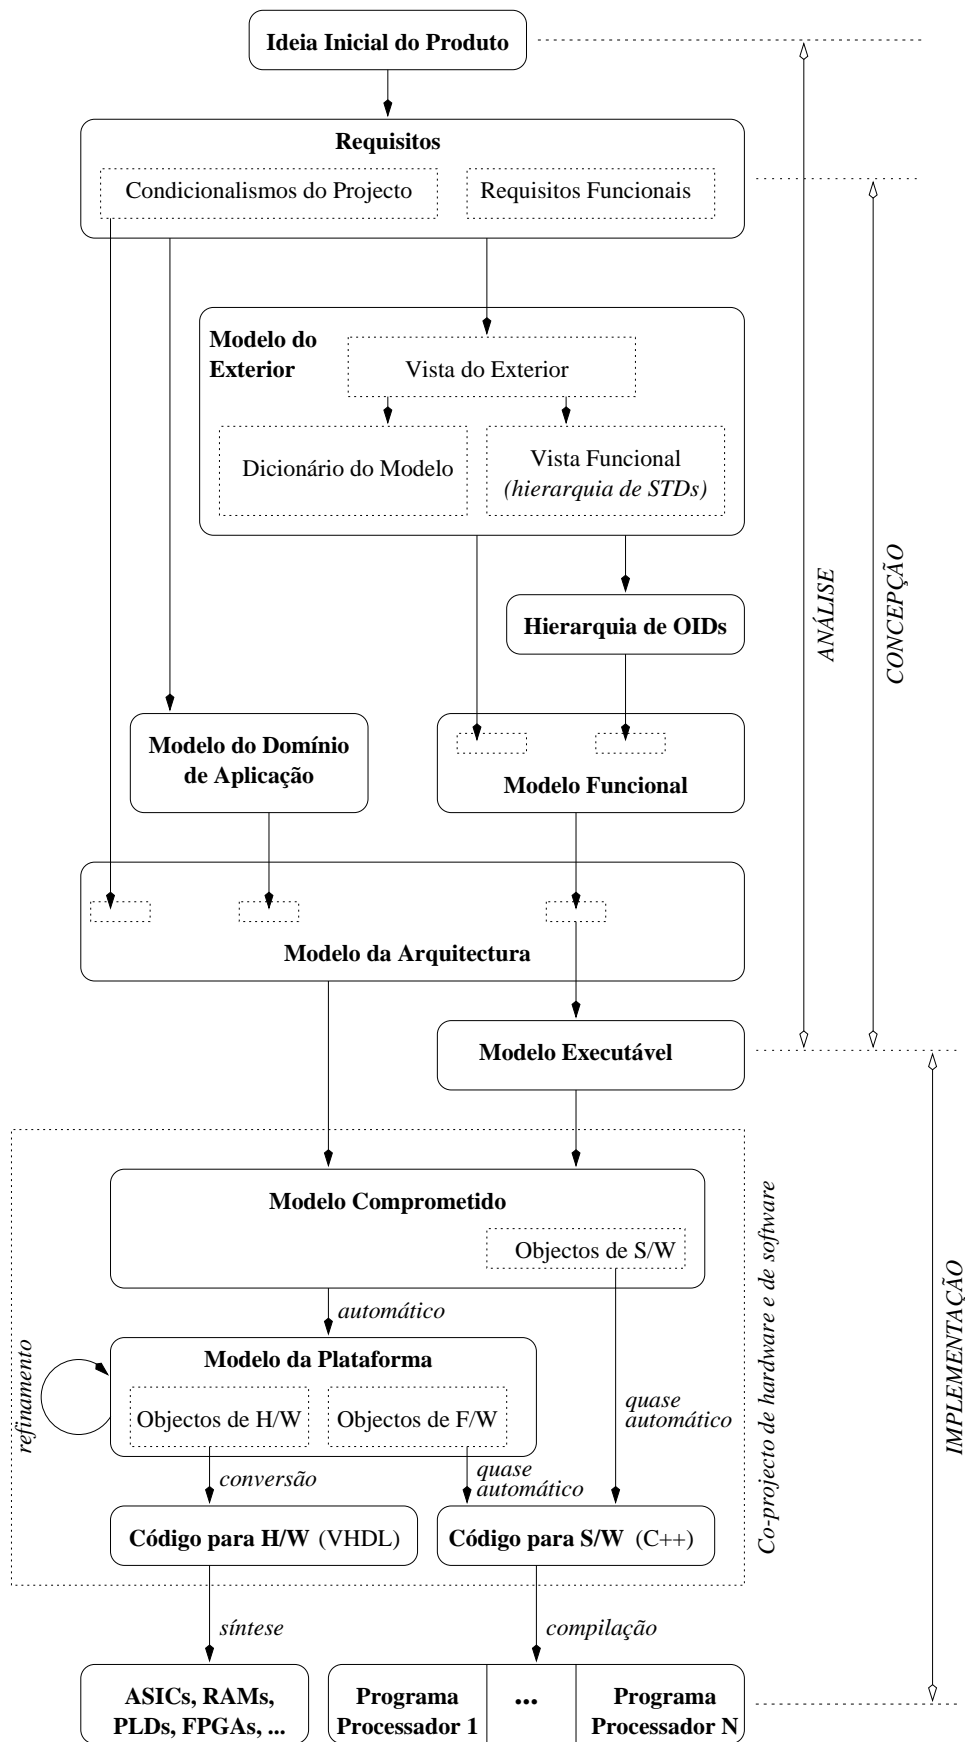 Ideia Inicial do Produto
Requisitos
Condicionalismos do Projecto
Requisitos Funcionais
Modelo do
Exterior
Vista do Exterior
Dicionário do Modelo
Vista Funcional
(hierarquia de STDs)
Hierarquia de OIDs
Modelo do Domínio
de Aplicação
Modelo Funcional
Modelo da Arquitectura
Modelo Executável
ANÁLISE
CONCEPÇÃO
Modelo Comprometido
Objectos de S/W
automático
Modelo da Plataforma
refinamento
Objectos de H/W
Objectos de F/W
quase
automático
conversão
quase
automático
Código para H/W (VHDL)
Código para S/W (C++)
Co-projecto de hardware e de software
IMPLEMENTAÇÃO
síntese
compilação
ASICs, RAMs,
PLDs, FPGAs, ...
Programa
Processador 1
...
Programa
Processador N